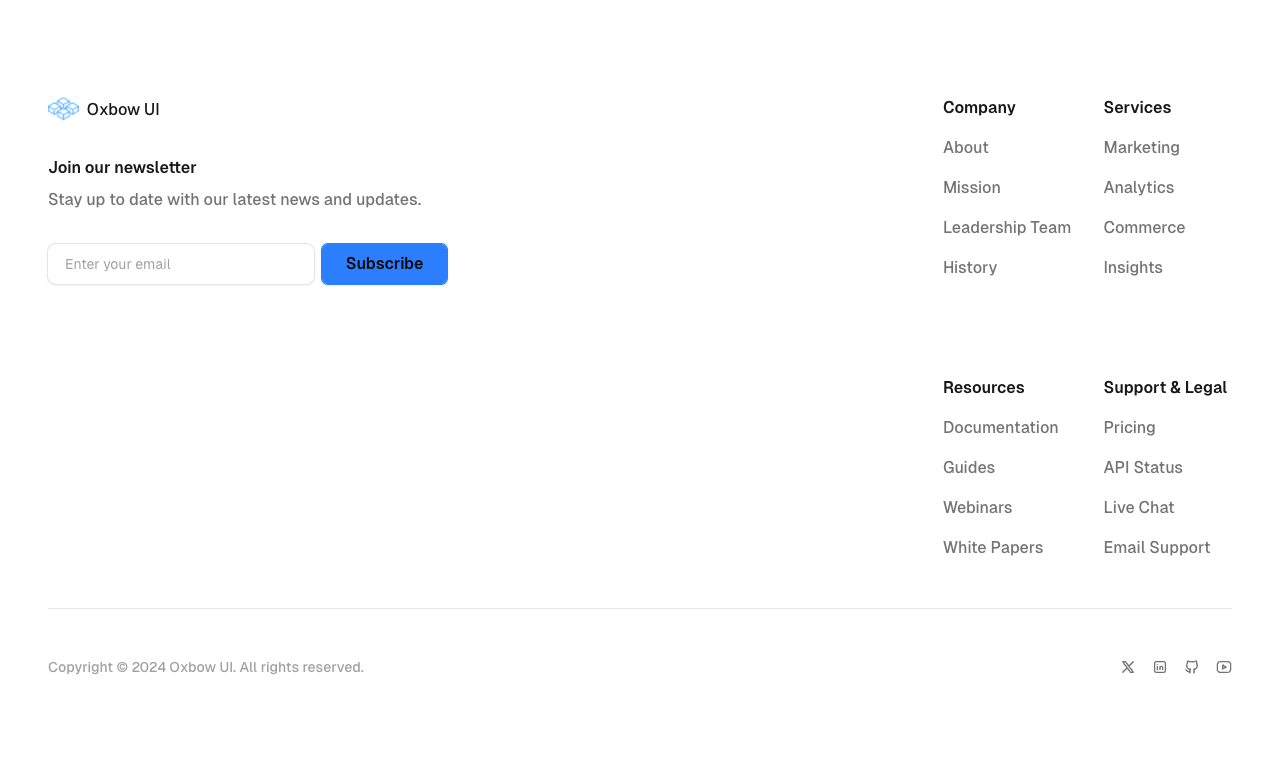 Oxbow UI
Join our newsletter
Stay up to date with our latest news and updates.
Enter your email
Subscribe
Company
About
Mission
Leadership Team
History
Services
Marketing
Analytics
Commerce
Insights
Resources
Documentation
Guides
Webinars
White Papers
Support & Legal
Pricing
API Status
Live Chat
Email Support
Copyright © 2024 Oxbow UI. All rights reserved.